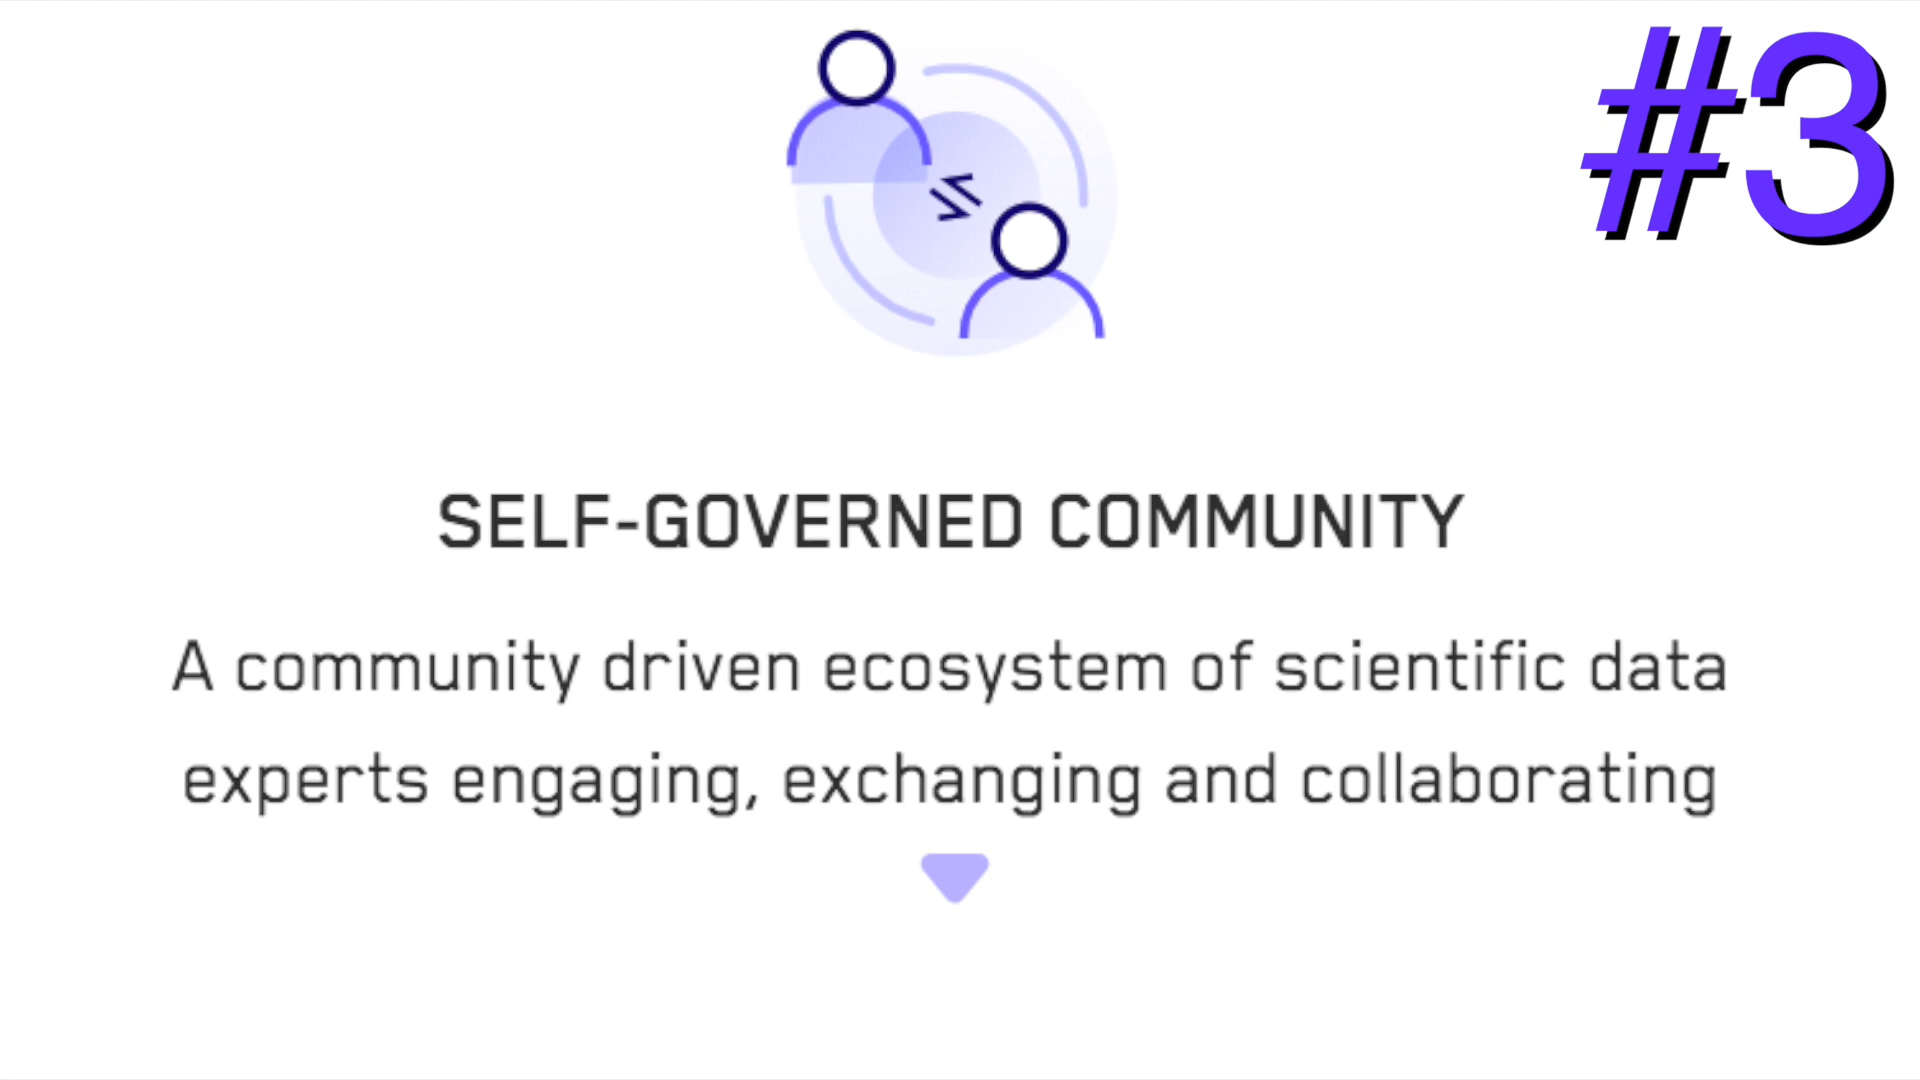 #3
SELF-GOVERNED COMMUNITY
A community driven ecosystem of scientific data
experts engaging, exchanging and collaborating